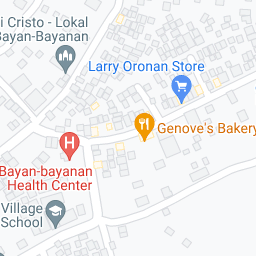 i Cristo - Lokal
Bayan-Bayanan
Larry Oronan Store
Genove's Bakery
H
Bayan-bayanan
Health Center
Village
School